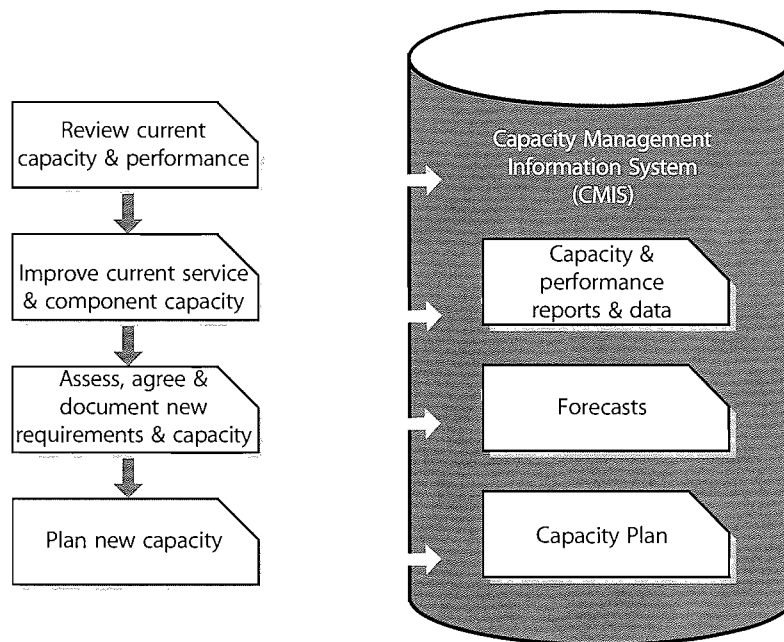 Review current
capacity & performance
Improve current service
& component capacity
Assess, agree &
document new
requirements & capacity
Plan new capacity
Capacity Management
Information System
(CMIS)
Capacity &
performance
reports & data
Forecasts
Capacity Plan